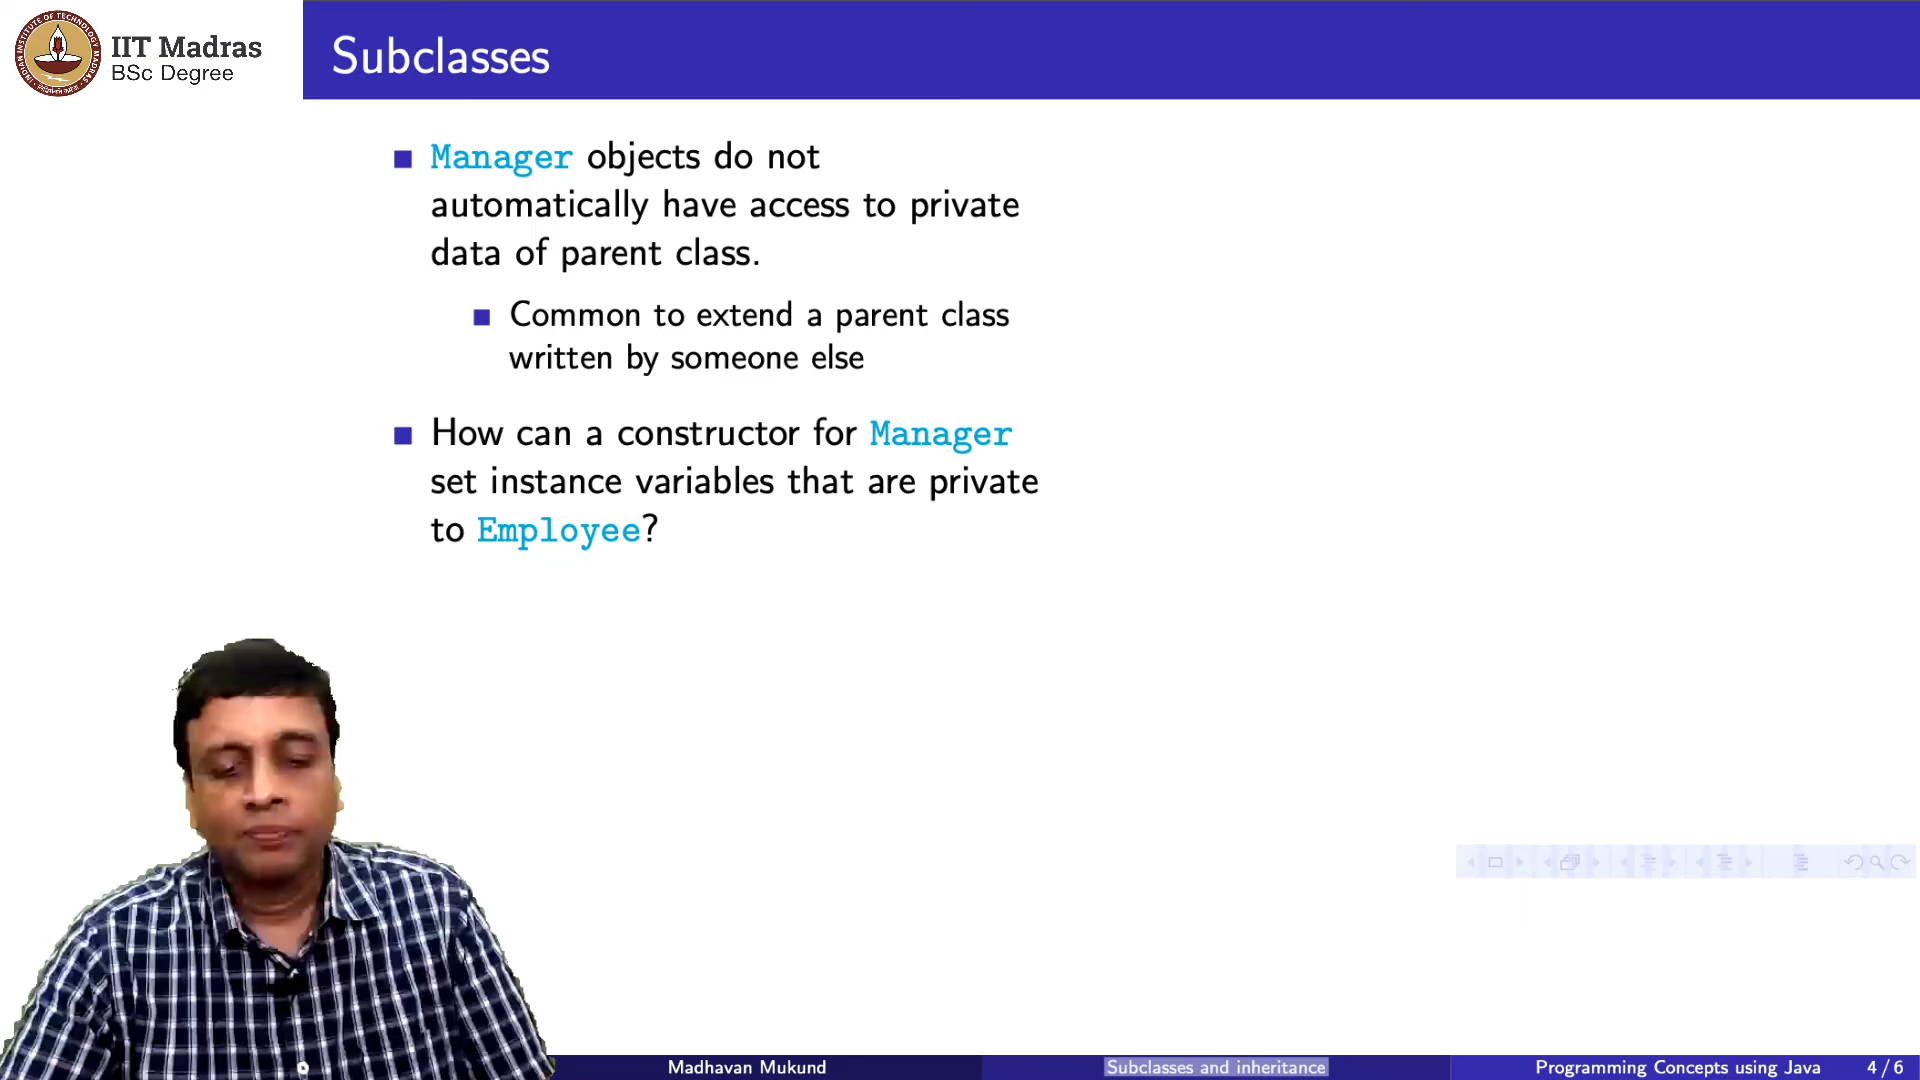 IIT Madras
BSc Degree
Subclasses
Manager objects do not
automatically have access to private
data of parent class.
Common to extend a parent class
written by someone else
How can a constructor for Manager
set instance variables that are private
to Employee?
Madhavan Mukund
Subclasses and inheritance
Programming Concepts using Java
4 / 6